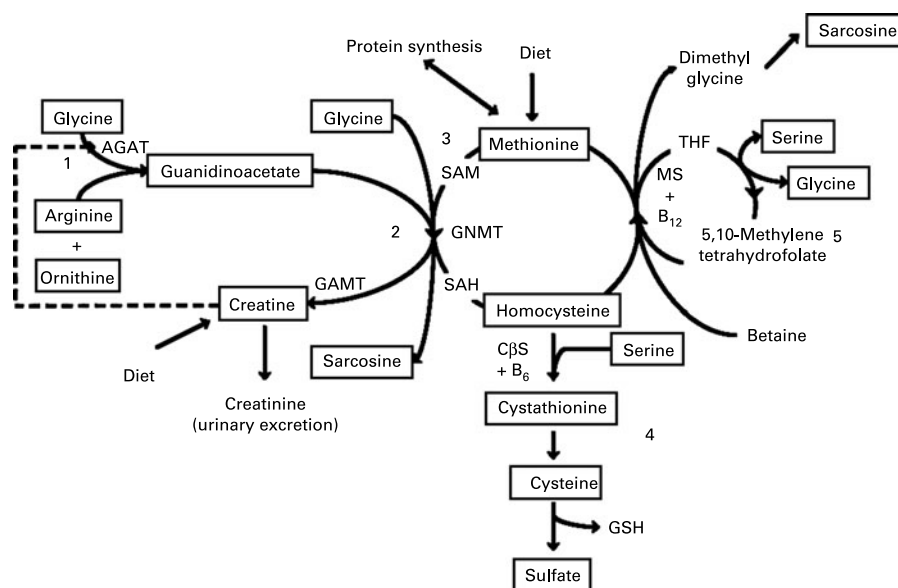 Protein synthesis
Diet
Dimethyl
glycine
Sarcosine
Glycine
1
AGAT
Guanidinoacetate
Arginine
+
Ornithine
Glycine
3
SAM
Methionine
THF
MS
+
B12
Serine
Glycine
5,10-Methylene
tetrahydrofolate
5
2
GNMT
GAMT
SAH
Creatine
Homocysteine
Betaine
Diet
Sarcosine
Creatinine
(urinary excretion)
CβS
+ B6
Serine
Cystathionine
4
Cysteine
GSH
Sulfate